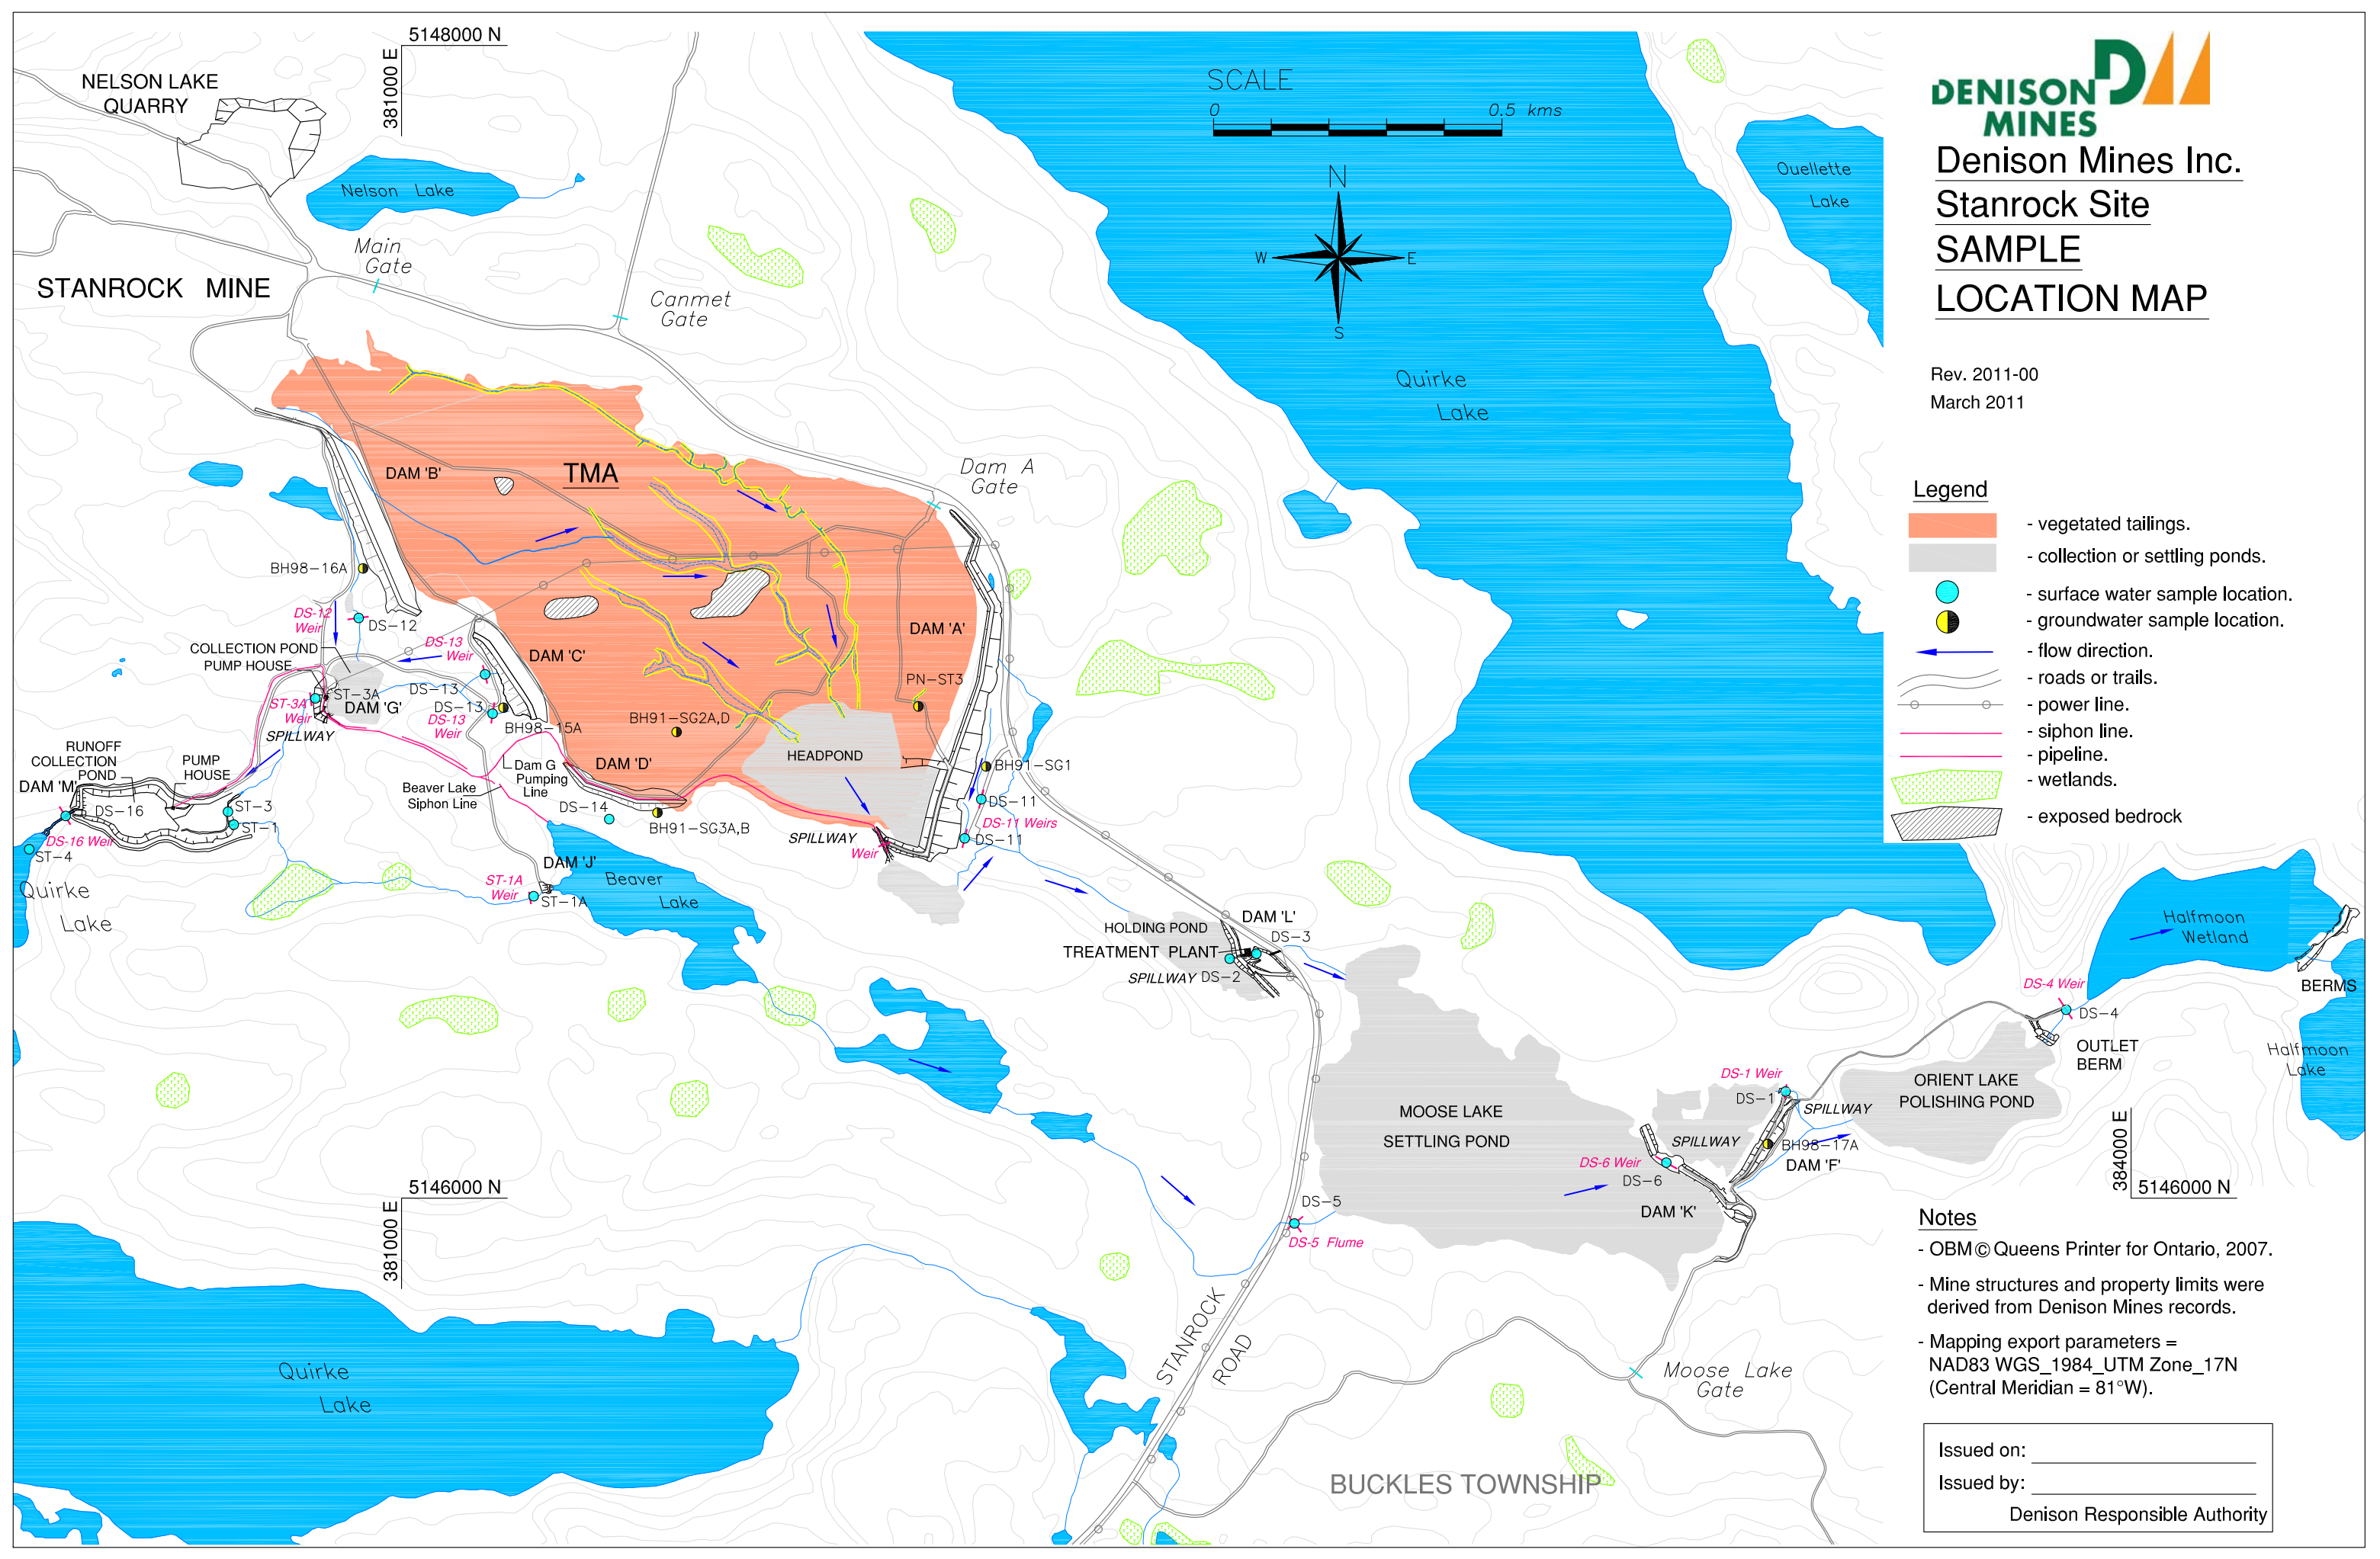 5148000 N
381000 E
NELSON LAKE
QUARRY
Nelson Lake
Main
Gate
STANROCK MINE
Canmet
Gate
SCALE
0 0.5 kms
N
W E
S
Quirke
Lake
Ouellette
Lake
DENISON
MINES
Denison Mines Inc.
Stanrock Site
SAMPLE
LOCATION MAP
Rev. 2011-00
March 2011
Legend
- vegetated tailings.
- collection or settling ponds.
- surface water sample location.
- groundwater sample location.
- flow direction.
- roads or trails.
- power line.
- siphon line.
- pipeline.
- wetlands.
- exposed bedrock
DAM 'B'
TMA
Dam A
Gate
BH98-16A
DS-12
Weir
DS-12
COLLECTION POND
PUMP HOUSE
DS-13
Weir
DAM 'C'
DAM 'A'
DS-13
ST-3A
ST-3A
Weir
DAM 'G'
DS-13
DS-13
Weir
BH98-15A
BH91-SG2A,D
PN-ST3
SPILLWAY
RUNOFF
COLLECTION
POND
PUMP
HOUSE
DAM 'M'
DS-16
DS-16 Weir
ST-3
ST-1
ST-4
Quirke
Lake
Dam G
Pumping
Line
Beaver Lake
Siphon Line
DAM 'D'
DS-14
BH91-SG3A,B
HEADPOND
BH91-SG1
DS-11
DS-11 Weirs
DS-11
SPILLWAY
Weir
DAM 'J'
Beaver
Lake
ST-1A
Weir
ST-1A
HOLDING POND
DAM 'L'
DS-3
TREATMENT PLANT
SPILLWAY
DS-2
Halfmoon
Wetland
DS-4 Weir
DS-4
BERMS
OUTLET
BERM
Halfmoon
Lake
MOOSE LAKE
SETTLING POND
DS-1 Weir
DS-1
SPILLWAY
ORIENT LAKE
POLISHING POND
SPILLWAY
BH98-17A
DAM 'F'
DS-6 Weir
DS-6
DAM 'K'
DS-5
DS-5 Flume
5146000 N
381000 E
384000 E
5146000 N
Quirke
Lake
STANROCK
ROAD
Moose Lake
Gate
BUCKLES TOWNSHIP
Notes
- OBM © Queens Printer for Ontario, 2007.
- Mine structures and property limits were
derived from Denison Mines records.
- Mapping export parameters =
NAD83 WGS_1984_UTM Zone_17N
(Central Meridian = 81°W).
Issued on:
Issued by:
Denison Responsible Authority